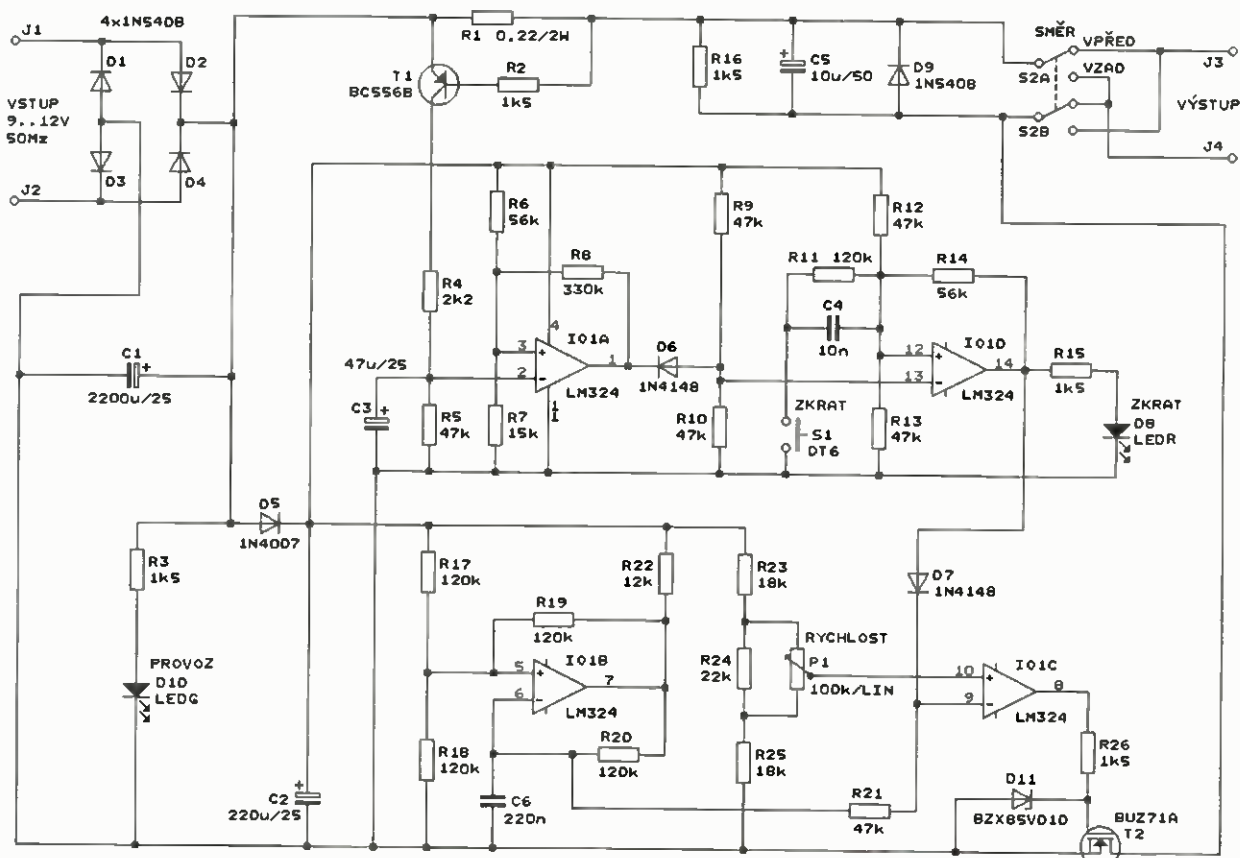 4x1N5408
J1
D1
D2
VSTUP
9..12V
50Mz
D3
D4
J2
R1 0.22/2W
T1
BC556B
R2
1k5
R16
1k5
C5
10u/50
D9
1N5408
SMĚR
VPŘED
S2A
VZAD
J3
VÝSTUP
S2B
J4
R6
56k
R9
47k
R12
47k
R8
330k
R11 120k
R14
56k
R4
2k2
C4
10n
4
IO1A
3
+
2
-
1
LM324
D6
1N4148
IO1D
12
+
13
-
14
LM324
R15
1k5
C1
+
2200u/25
47u/25
C3
+
R5
47k
R7
15k
R10
47k
ZKRAT
S1
DT6
R13
47k
ZKRAT
D8
LEDR
D5
1N4007
R3
1k5
R17
120k
R22
12k
R23
18k
D7
1N4148
R19
120k
PROVOZ
D10
LEDG
IO1B
5
+
6
-
7
LM324
R24
22k
RYCHLOST
P1
100k/LIN
IO1C
10
+
9
-
8
LM324
R18
120k
R20
120k
R25
18k
R26
1k5
C2
+
220u/25
C6
220n
R21
47k
D11
BZX85V010
BUZ71A
T2